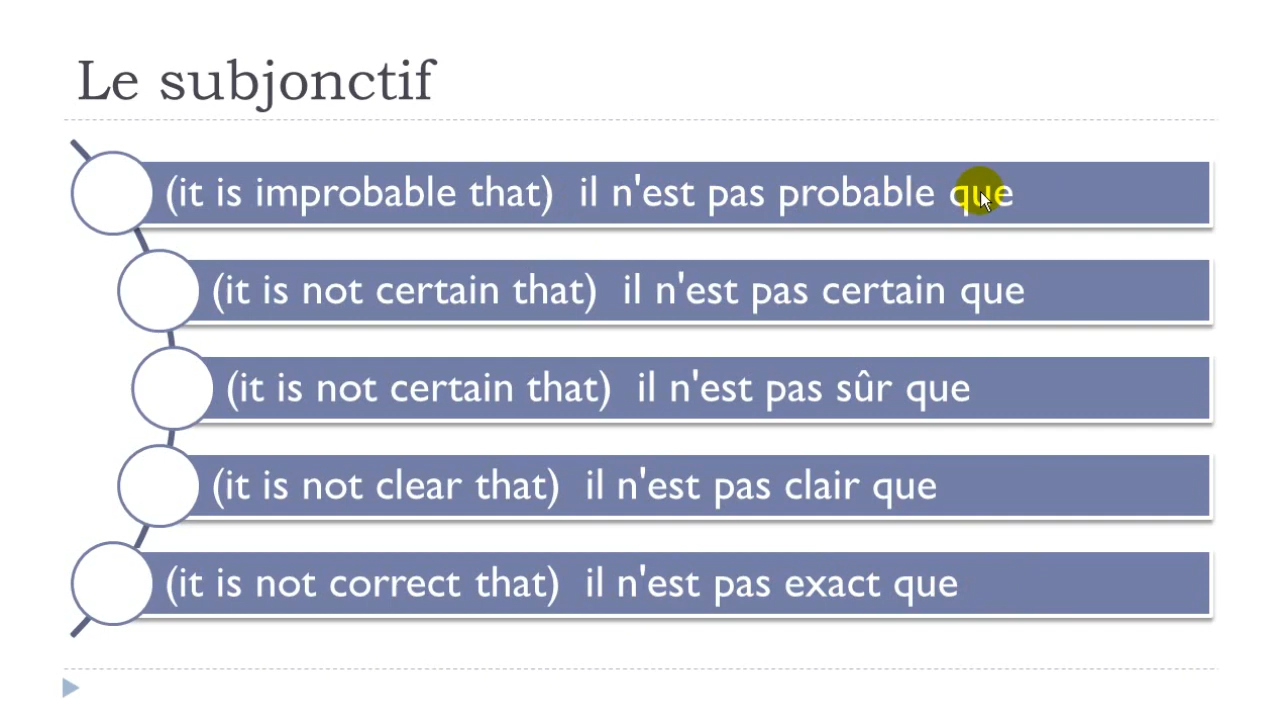 Le subjonctif
(it is improbable that) il n'est pas probable que
(it is not certain that) il n'est pas certain que
(it is not certain that) il n'est pas sûr que
(it is not clear that) il n'est pas clair que
(it is not correct that) il n'est pas exact que